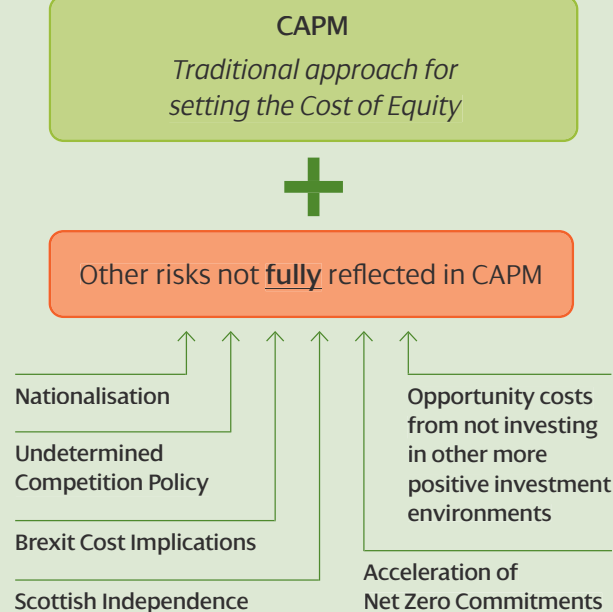 CAPM
Traditional approach for
setting the Cost of Equity
+
Other risks not fully reflected in CAPM
Nationalisation
Undetermined
Competition Policy
Brexit Cost Implications
Scottish Independence
Opportunity costs
from not investing
in other more
positive investment
environments
Acceleration of
Net Zero Commitments